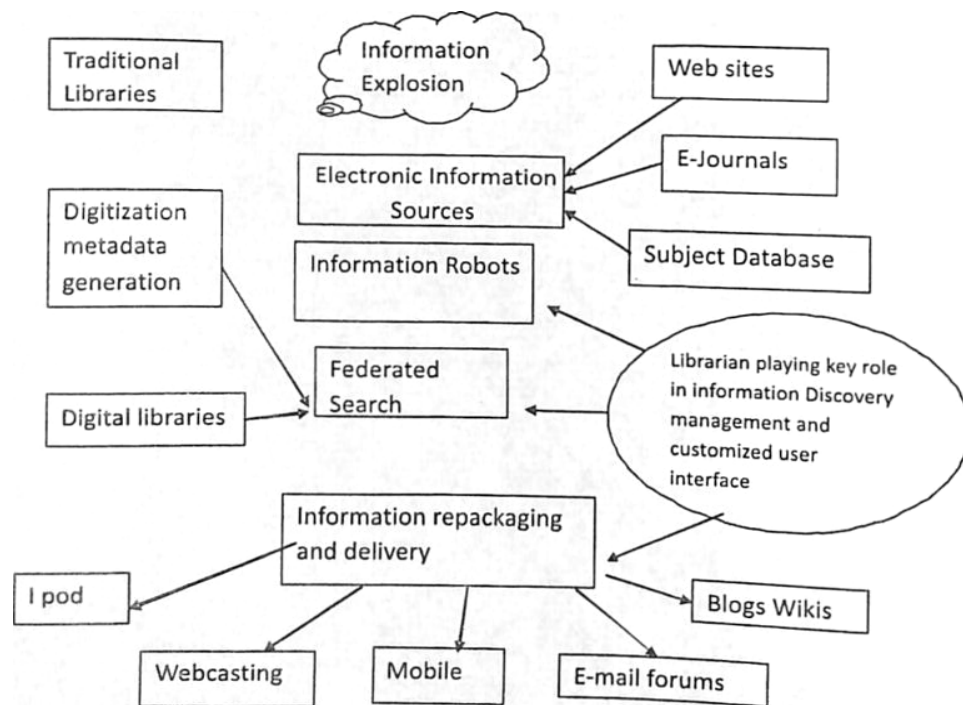 Traditional
Libraries
Information
Explosion
Web sites
E-Journals
Electronic Information
Sources
Digitization
metadada
generation
Information Robots
Subject Database
Federated
Search
Digital libraries
Librarian playing key role
in information Discovery
management and
customized user
interface
Information repackaging
and delivery
I pod
Blogs Wikis
Webcasting
Mobile
E-mail forums